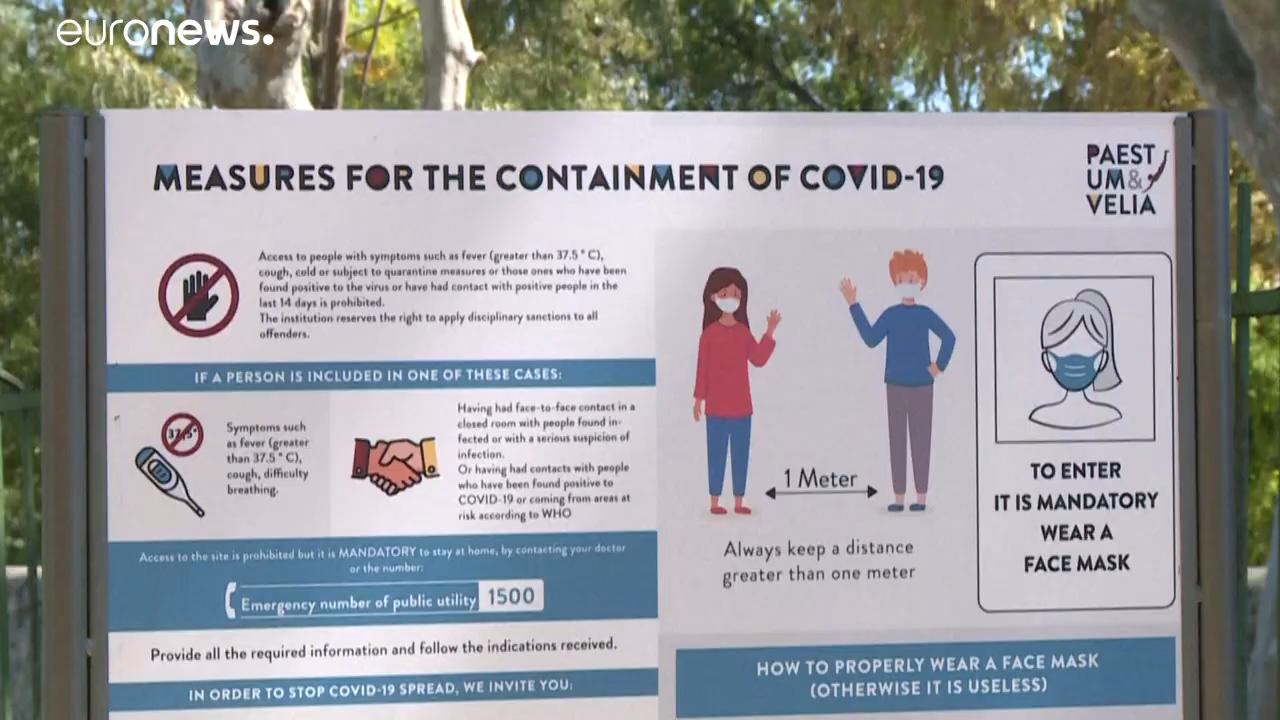 euronews.
MEASURES FOR THE CONTAINMENT OF COVID-19
PAEST
UM&
VELIA
Access to people with symptoms such as fever (greater than 37.5 ° C),
cough, cold or subject to quarantine measures or those ones who have been
found positive to the virus or have had contact with positive people in the
last 14 days is prohibited.
The institution reserves the right to apply disciplinary sanctions to all
offenders.
IF A PERSON IS INCLUDED IN ONE OF THESE CASES:
37,5°
Symptoms such
as fever (greater
than 37.5 ° C),
cough, difficulty
breathing.
Having had face-to-face contact in a
closed room with people found in-
fected or with a serious suspicion of
infection.
Or having had contacts with people
who have been found positive to
COVID-19 or coming from areas at
risk according to WHO
Access to the site is prohibited but it is MANDATORY to stay at home, by contacting your doctor
or the number:
Emergency number of public utility 1500
Provide all the required information and follow the indications received.
IN ORDER TO STOP COVID-19 SPREAD, WE INVITE YOU:
1 Meter
Always keep a distance
greater than one meter
TO ENTER
IT IS MANDATORY
WEAR A
FACE MASK
HOW TO PROPERLY WEAR A FACE MASK
(OTHERWISE IT IS USELESS)